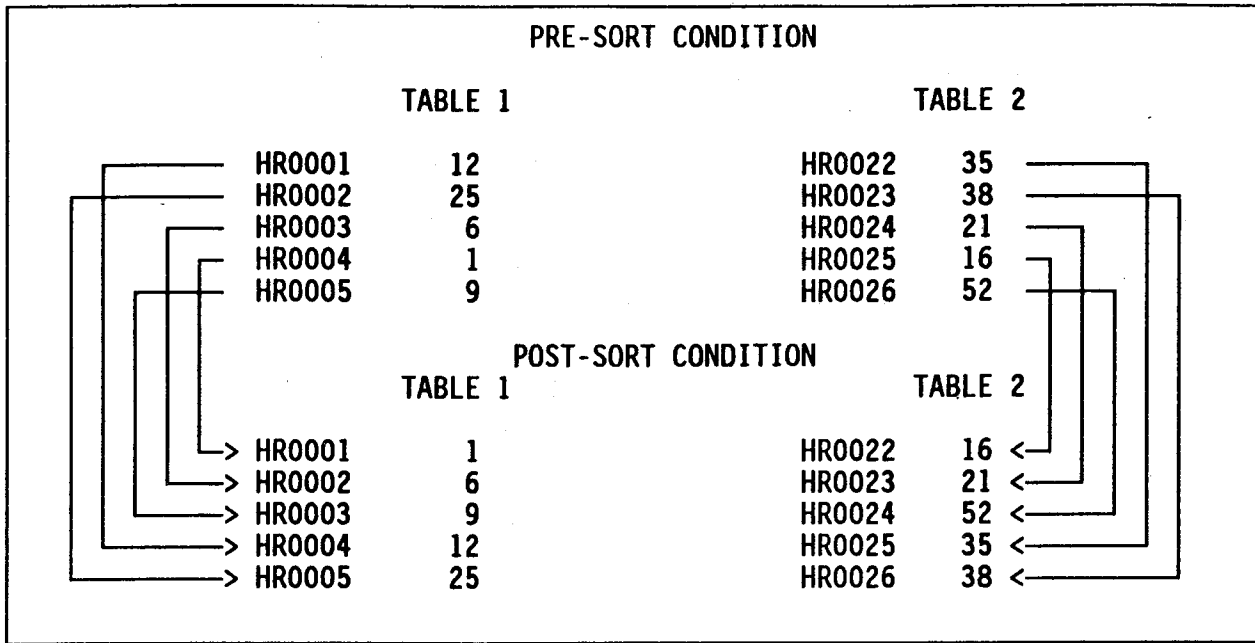 PRE-SORT CONDITION
TABLE 1 TABLE 2
HR0001 12 HR0022 35
HR0002 25 HR0023 38
HR0003 6 HR0024 21
HR0004 1 HR0025 16
HR0005 9 HR0026 52
POST-SORT CONDITION
TABLE 1 TABLE 2
> HR0001 1 HR0022 16 <
> HR0002 6 HR0023 21 <
> HR0003 9 HR0024 52 <
> HR0004 12 HR0025 35 <
> HR0005 25 HR0026 38 <